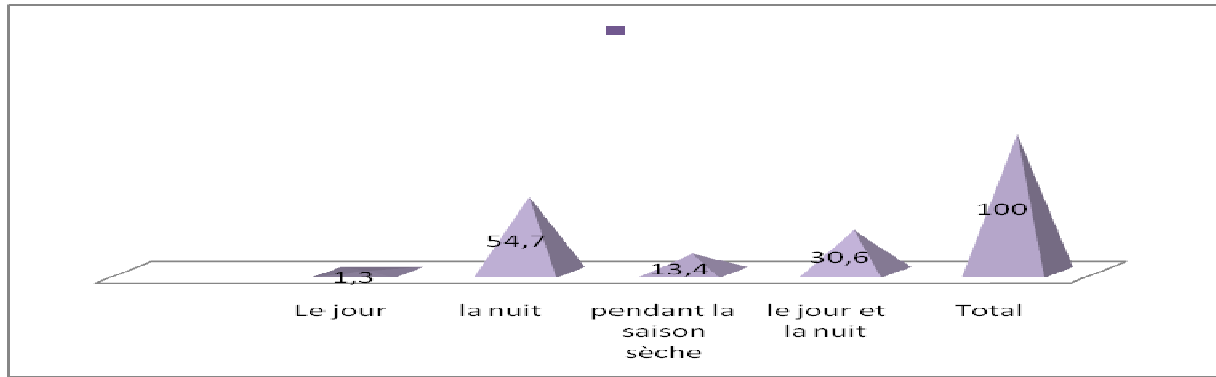 1,3
54,7
13,4
30,6
100
Le jour
la nuit
pendant la
saison
sèche
le jour et
la nuit
Total